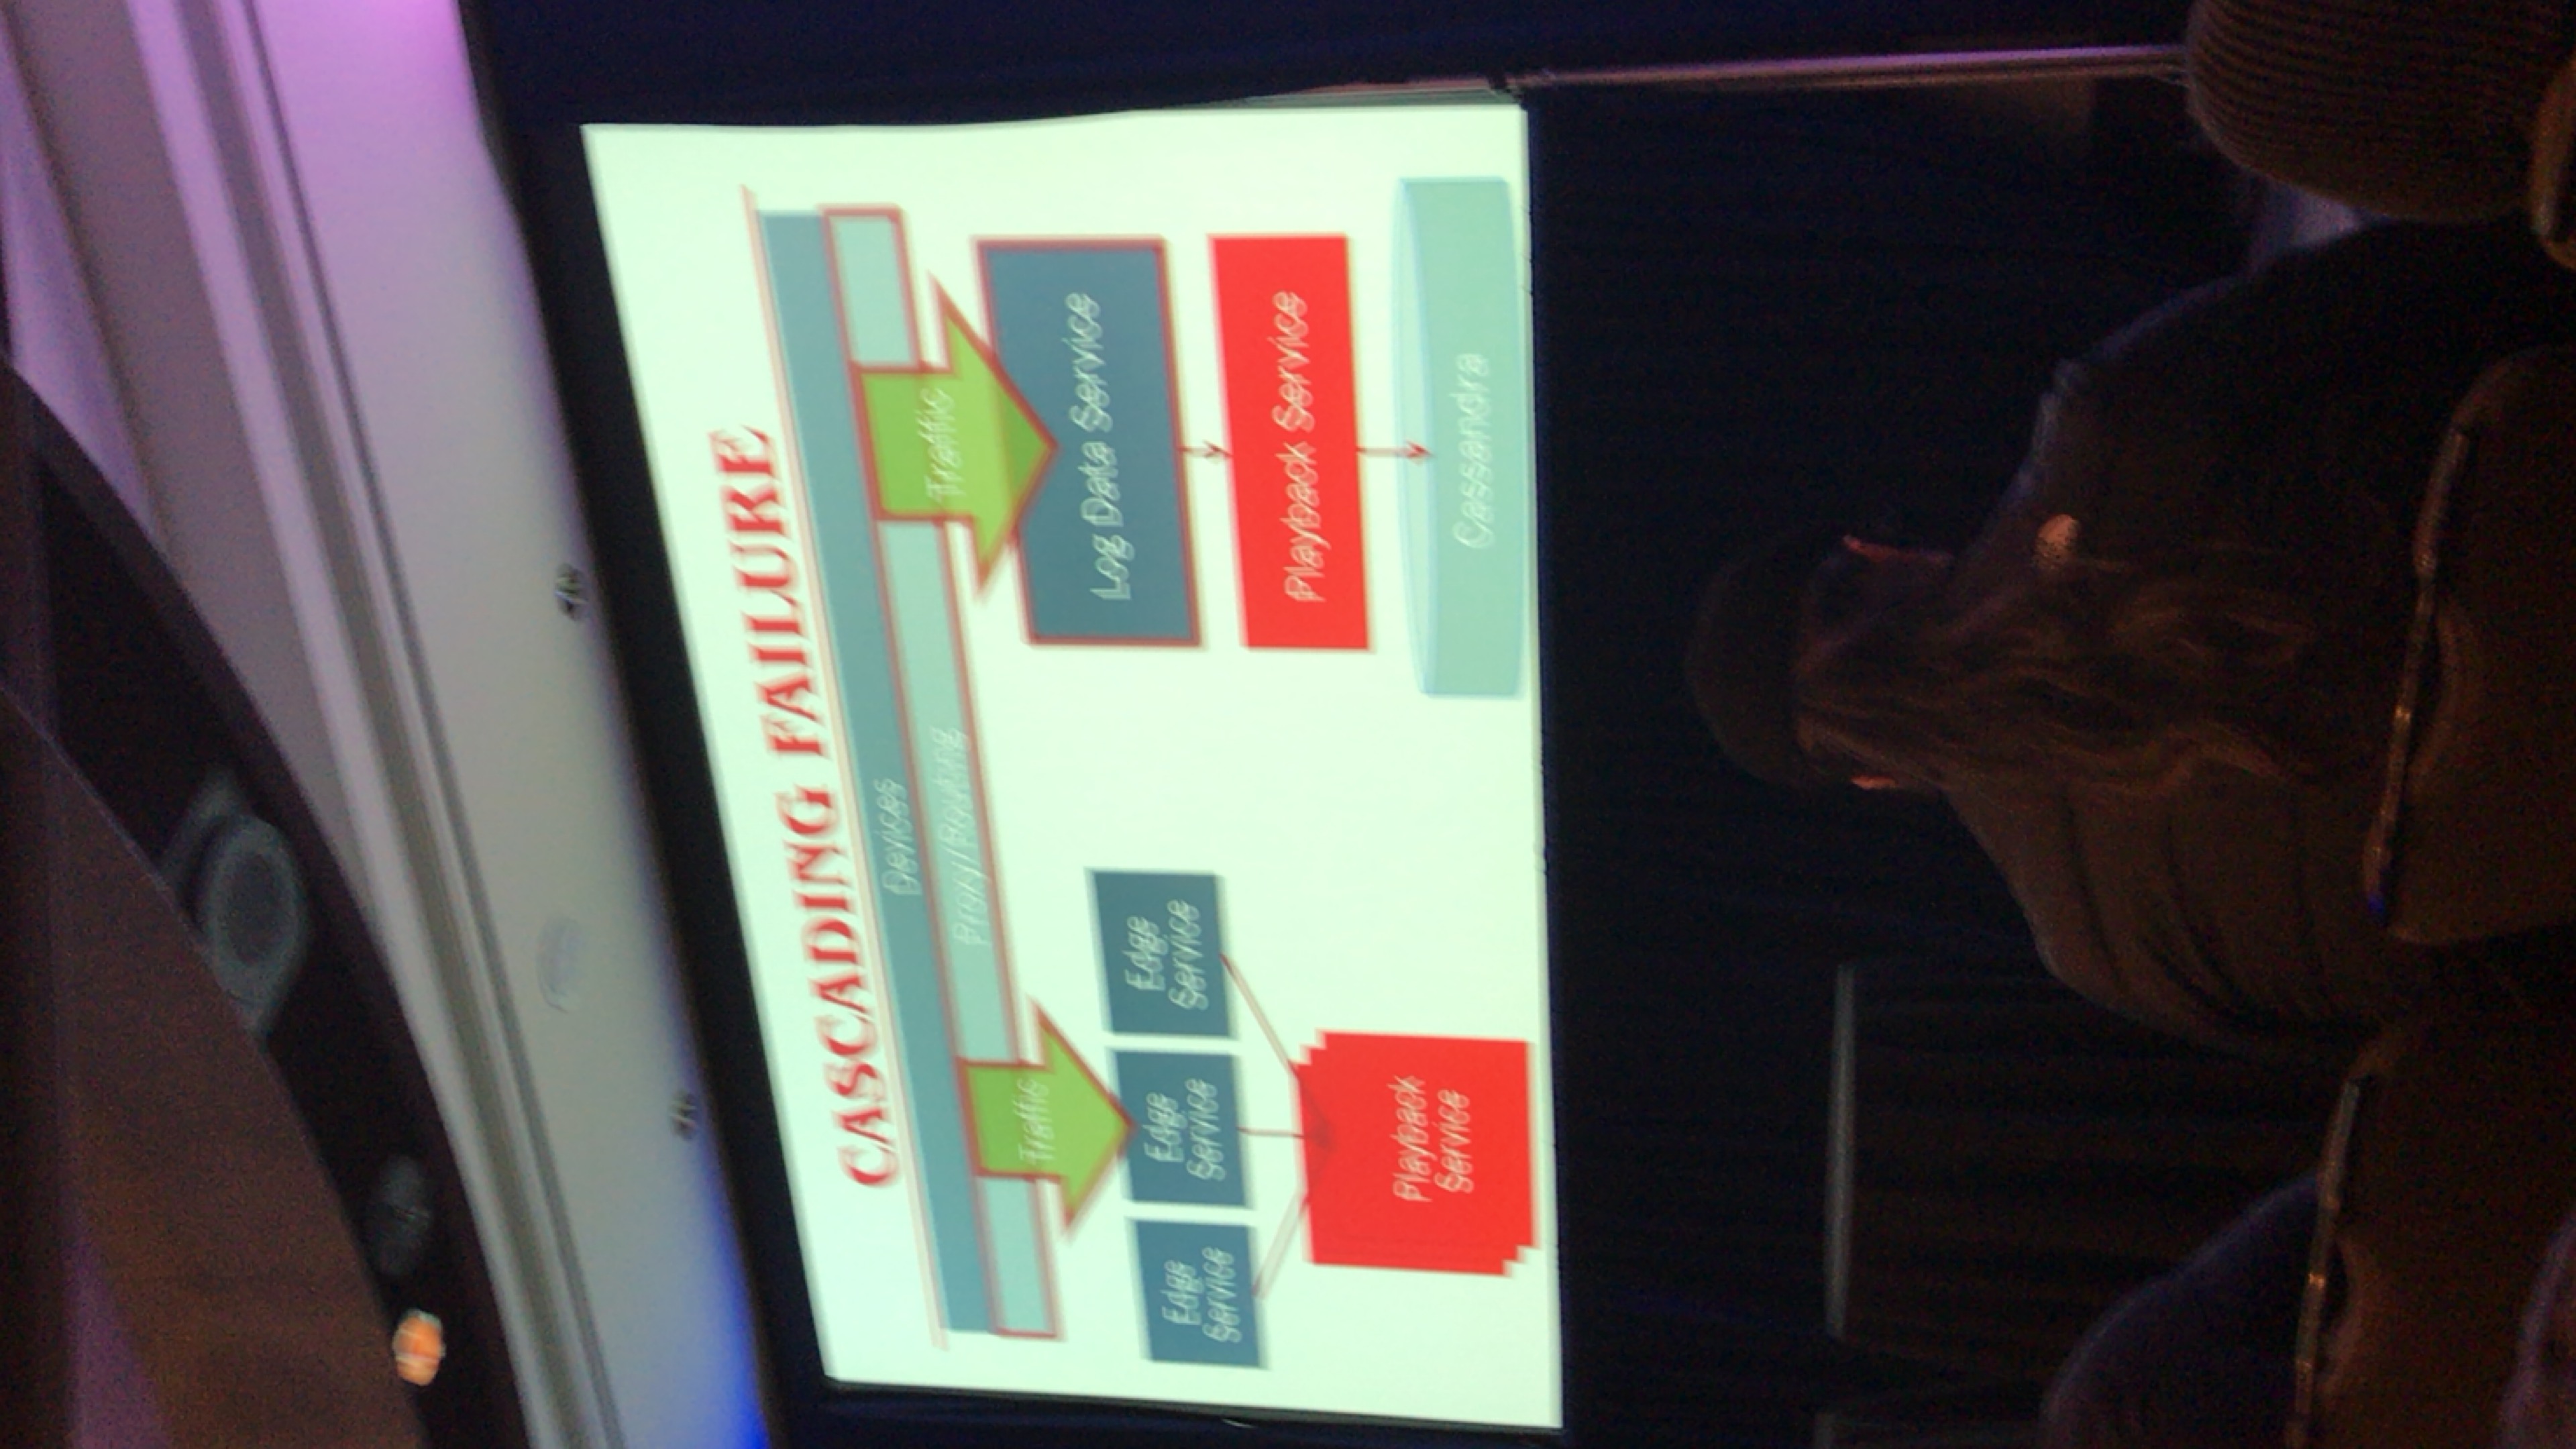 CASCADING FAILURE
Devices
Proxy/Routing
Traffic
Traffic
Edge
Service
Edge
Service
Edge
Service
Playback
Service
Log Data Service
Playback Service
Cassandra